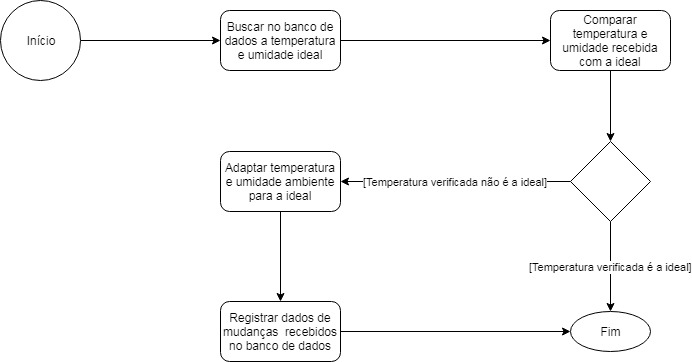 Início
Buscar no banco de
dados a temperatura
e umidade ideal
Comparar
temperatura e
umidade recebida
com a ideal
Adaptar temperatura
e umidade ambiente
para a ideal
[Temperatura verificada não é a ideal]
[Temperatura verificada é a ideal]
Registrar dados de
mudanças recebidos
no banco de dados
Fim